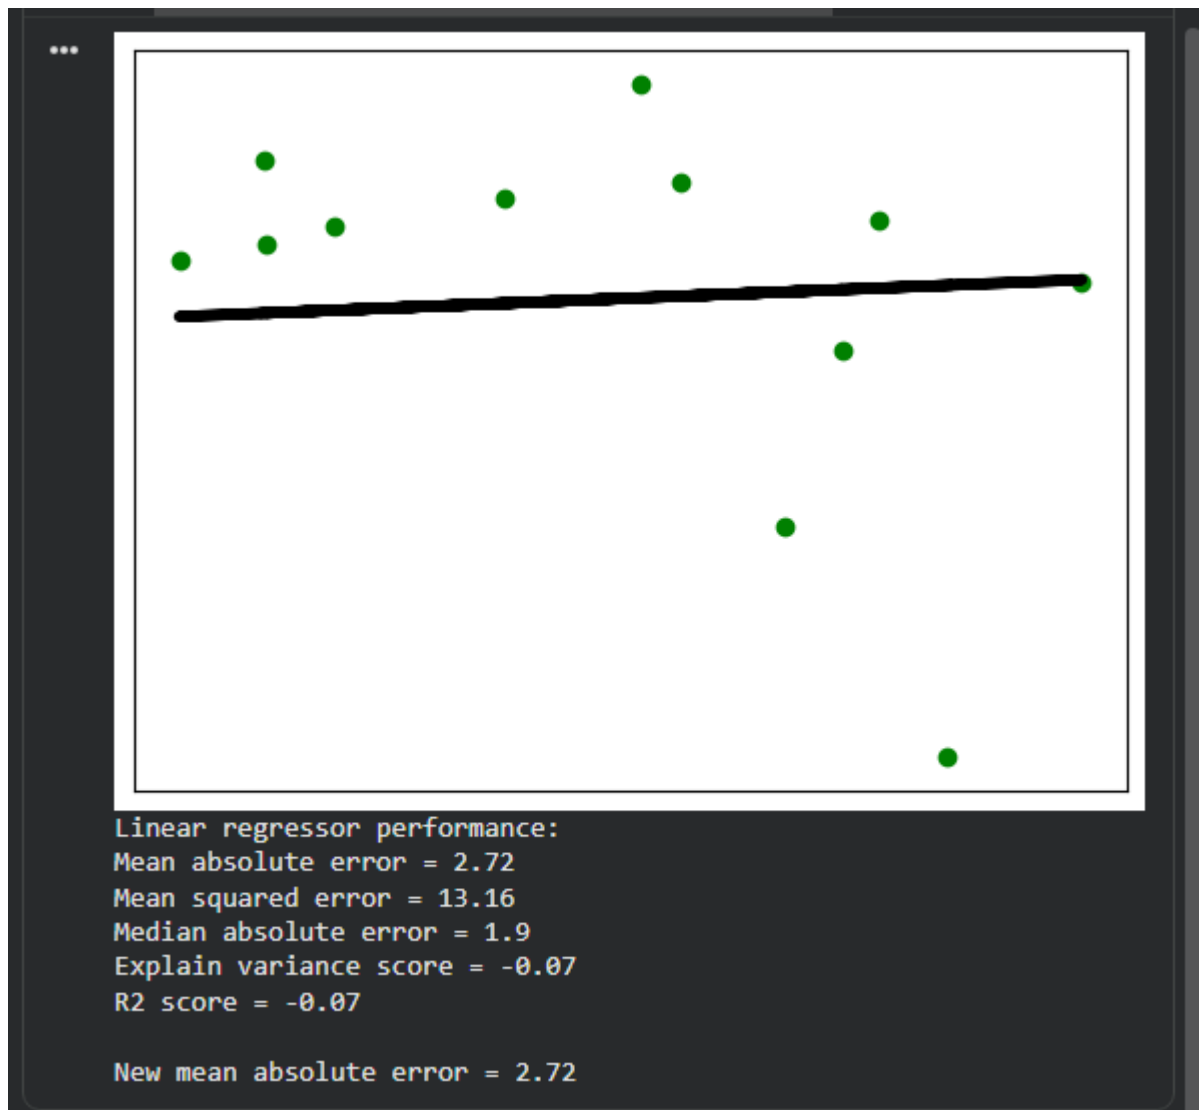 Linear regressor performance:
Mean absolute error = 2.72
Mean squared error = 13.16
Median absolute error = 1.9
Explain variance score = -0.07
R2 score = -0.07
New mean absolute error = 2.72